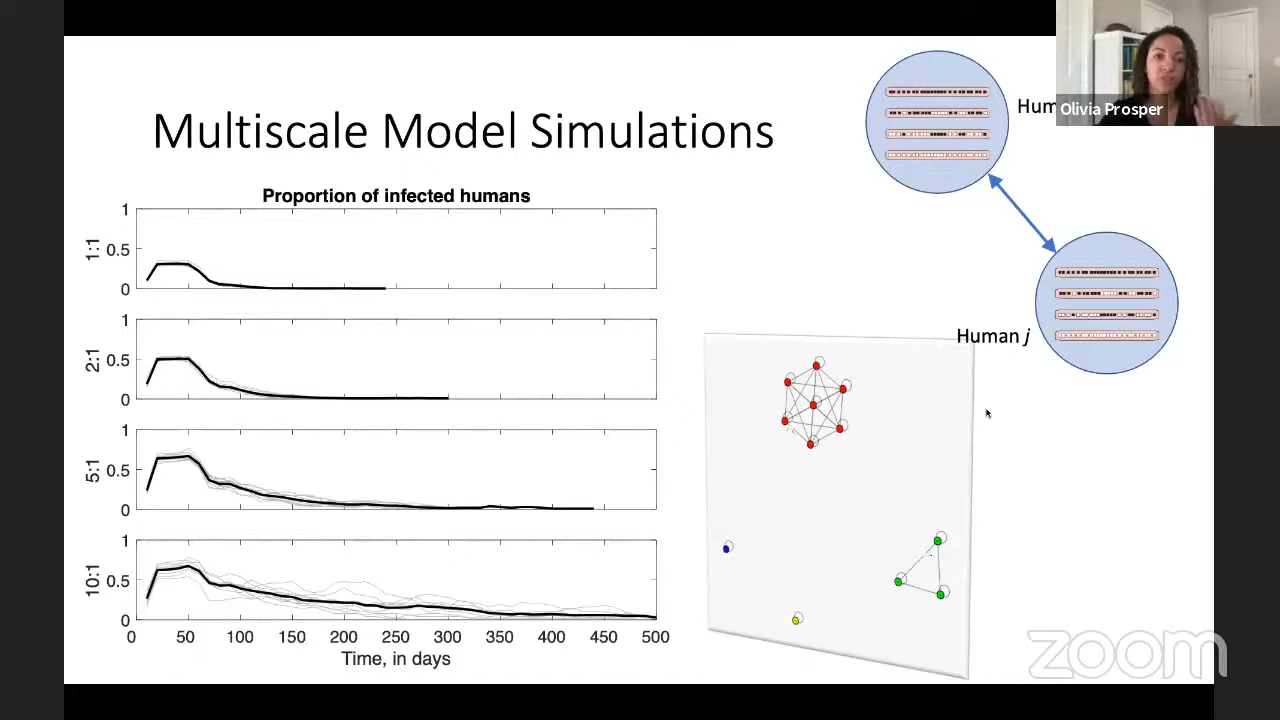 Multiscale Model Simulations
Hum
Olivia Prosper
Proportion of infected humans
1:1
1
0.5
0
2:1
1
0.5
0
5:1
1
0.5
0
10:1
1
0.5
0
0 50 100 150 200 250 300 350 400 450 500
Time, in days
Human j
zoom